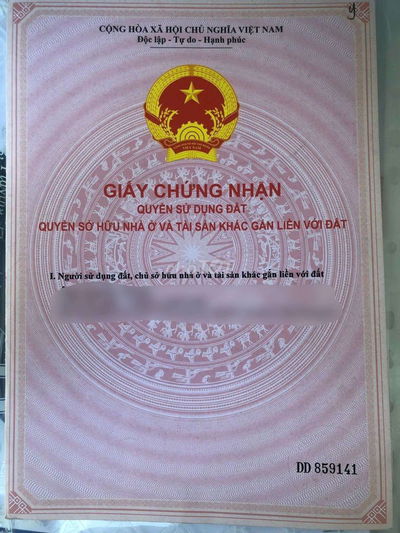 CỘNG HÒA XÃ HỘI CHỦ NGHĨA VIỆT NAM
Độc lập - Tự do - Hạnh phúc
VIỆT NAM
GIẤY CHỨNG NHẬN
QUYỀN SỬ DỤNG ĐẤT
QUYỀN SỞ HỮU NHÀ Ở VÀ TÀI SẢN KHÁC GẮN LIỀN VỚI ĐẤT
I. Người sử dụng đất, chủ sở hữu nhà ở và tài sản khác gắn liền với đất
DD 859141